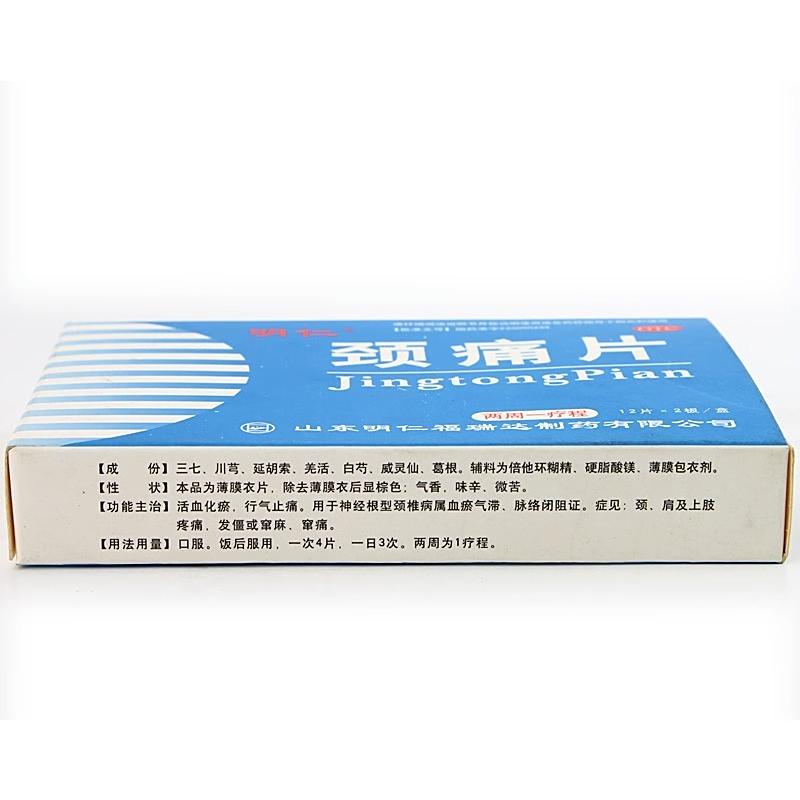 明仁
OTC
颈痛片
JingtongPian
两周一疗程
12片×2板/盒
山东明仁福瑞达制药有限公司
【成 份】三七、川芎、延胡索、羌活、白芍、威灵仙、葛根。辅料为倍他环糊精、硬脂酸镁、薄膜包衣剂。
【性 状】本品为薄膜衣片，除去薄膜衣后显棕色；气香，味辛、微苦。
【功能主治】活血化瘀，行气止痛。用于神经根型颈椎病属血瘀气滞、脉络闭阻证。症见：颈、肩及上肢
疼痛，发僵或窜麻、窜痛。
【用法用量】口服。饭后服用，一次4片，一日3次。两周为1疗程。